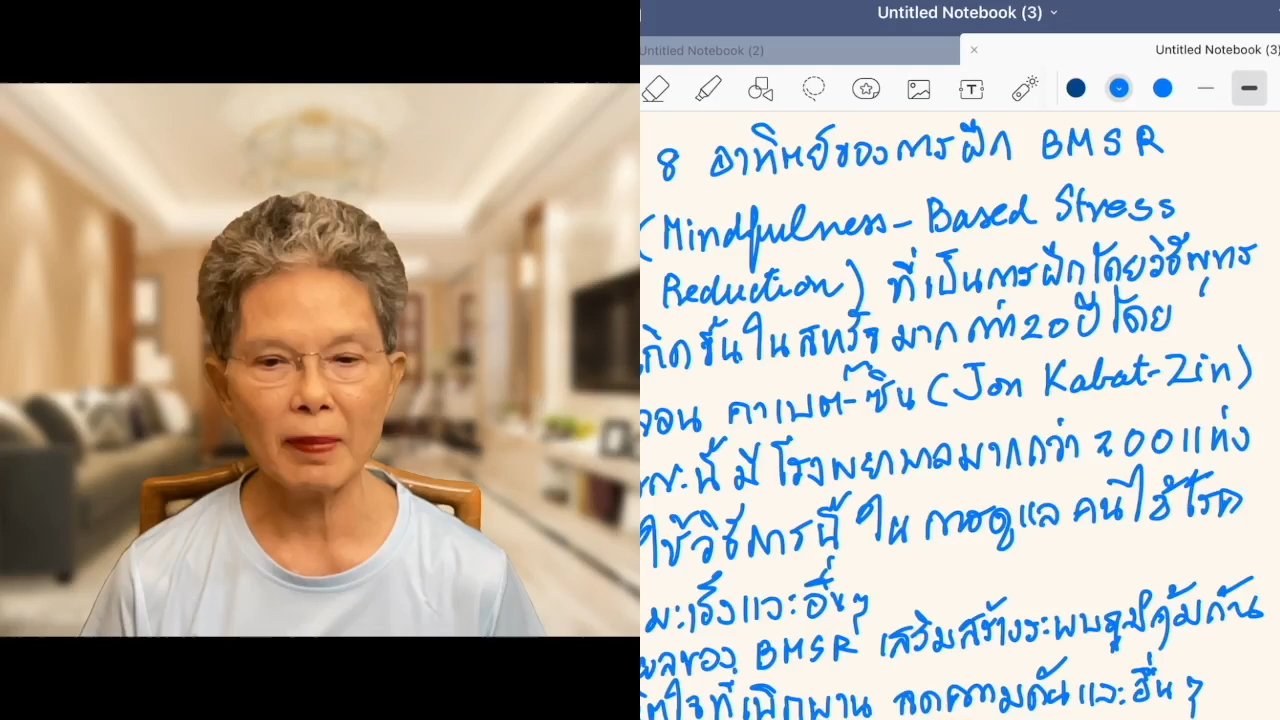 Untitled Notebook (3)
Untitled Notebook (2)
Untitled Notebook (3)
8 อาทิตย์ของการฝึก BMSR
(Mindfulness-Based Stress
Reduction) ที่เป็นการฝึกโดยวิธีพุทธ
เกิดขึ้นในสหรัฐมากกว่า 20 ปี โดย
จอน คาเบต-ซิน (Jon Kabat-Zin)
ขณะนี้มีโรงพยาบาลมากกว่า 200 แห่ง
ใช้วิธีการนี้ในการดูแลคนไข้โรค
มะเร็งและอื่นๆ
ผลของ BMSR เสริมสร้างระบบภูมิคุ้มกัน
จิตใจที่เบิกบาน ลดความดันและอื่นๆ